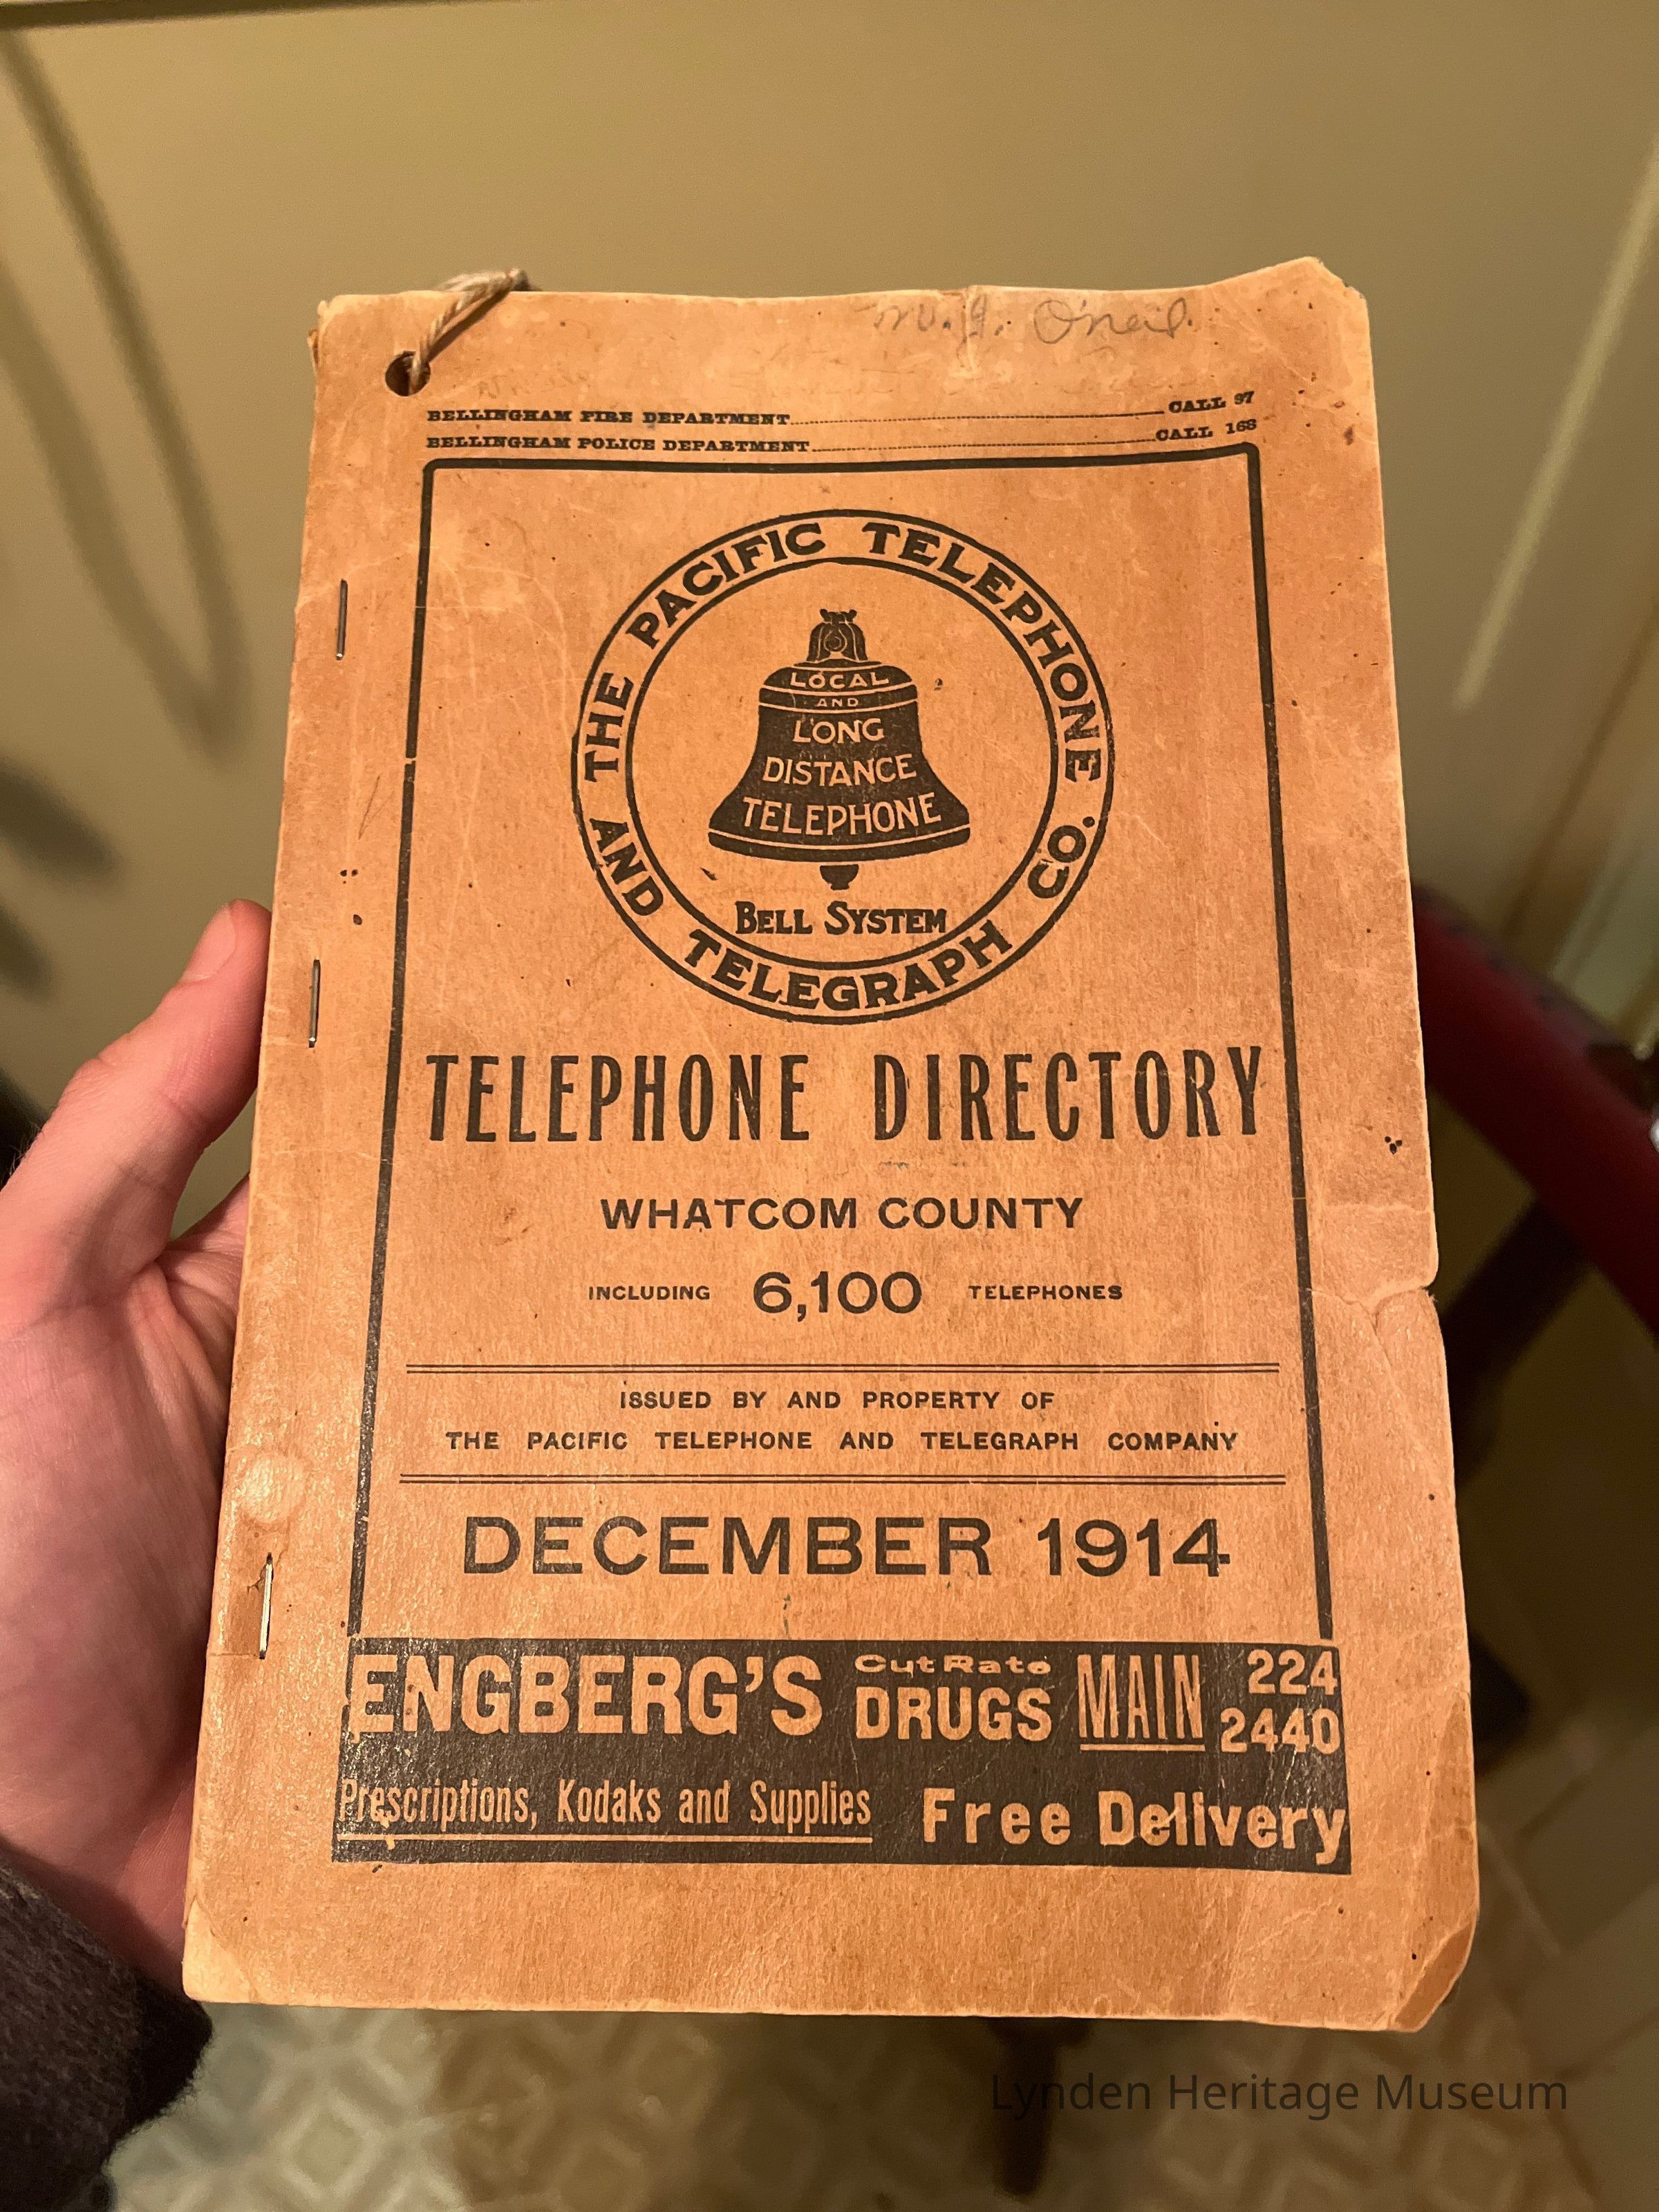 O'Neil.
BELLINGHAM FIRE DEPARTMENT CALL 97
BELLINGHAM POLICE DEPARTMENT CALL 168
THE PACIFIC TELEPHONE
AND TELEGRAPH CO.
LOCAL
AND
LONG
DISTANCE
TELEPHONE
BELL SYSTEM
TELEPHONE DIRECTORY
WHATCOM COUNTY
INCLUDING 6,100 TELEPHONES
ISSUED BY AND PROPERTY OF
THE PACIFIC TELEPHONE AND TELEGRAPH COMPANY
DECEMBER 1914
ENGBERG'S Cut Rate DRUGS MAIN 224 2440
Prescriptions, Kodaks and Supplies Free Delivery
Lynden Heritage Museum